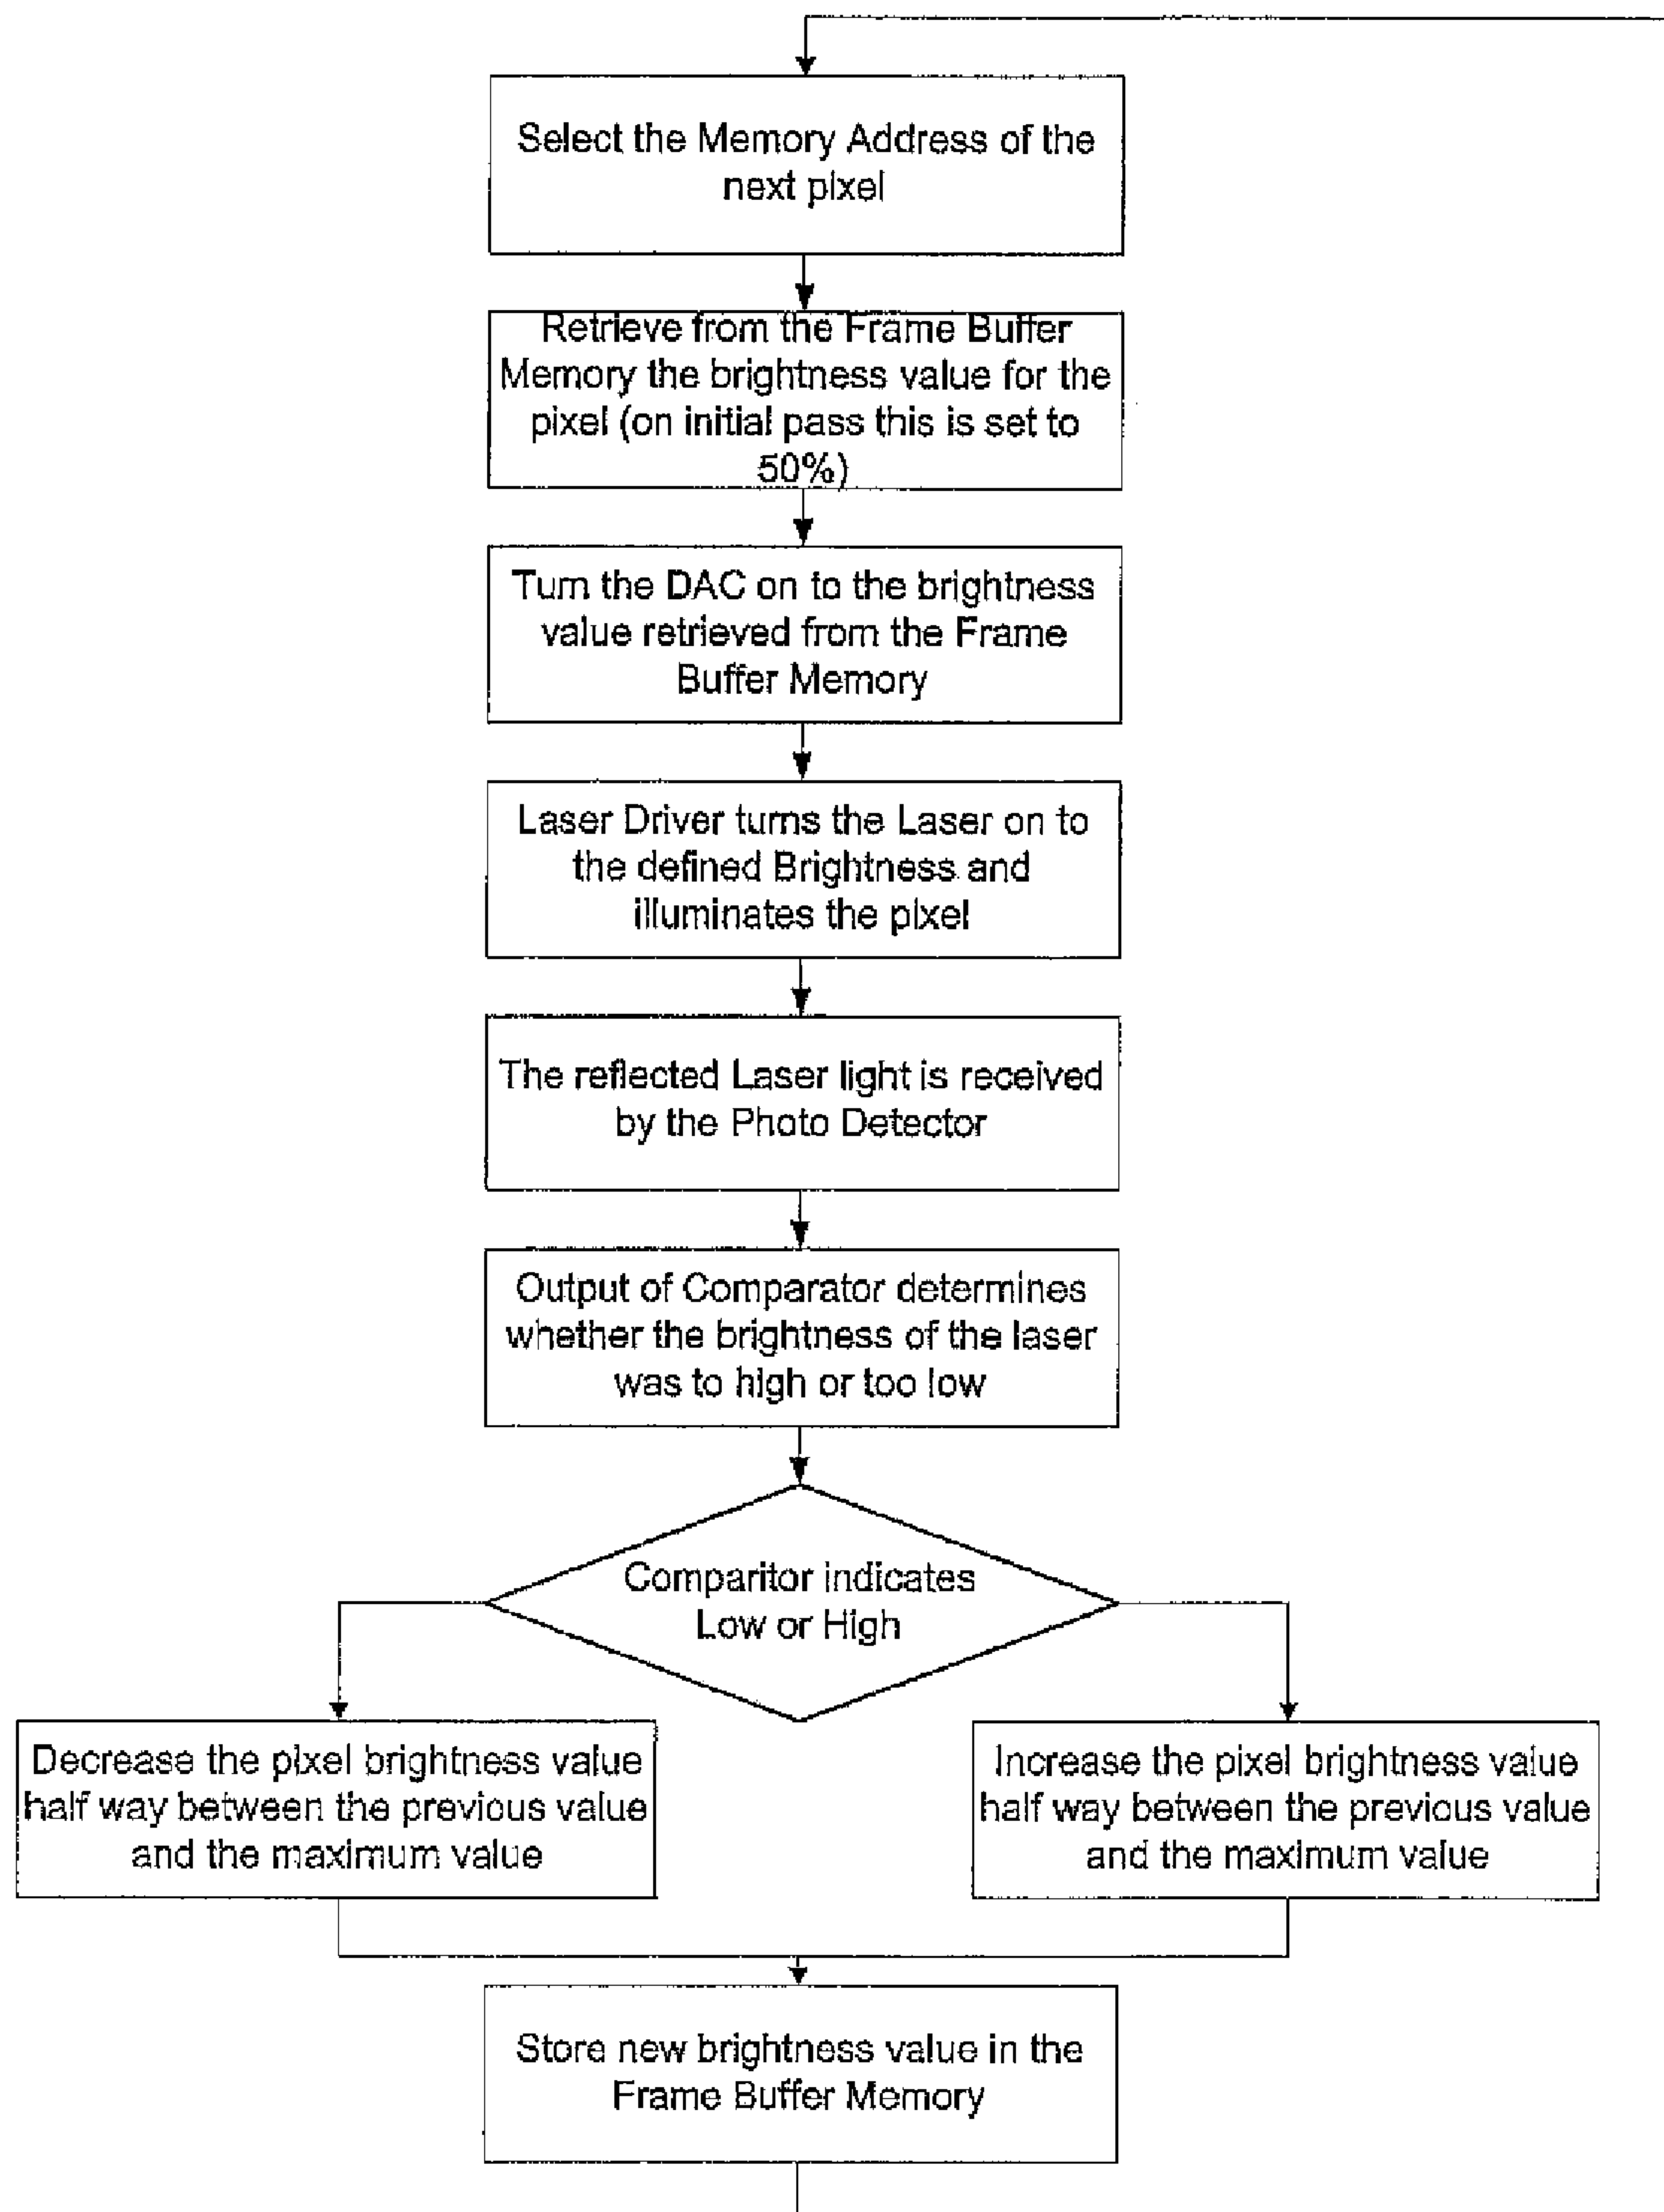 Select the Memory Address of the
next pixel
Retrieve from the Frame Buffer
Memory the brightness value for the
pixel (on initial pass this is set to
50%)
Turn the DAC on to the brightness
value retrieved from the Frame
Buffer Memory
Laser Driver turns the Laser on to
the defined Brightness and
illuminates the pixel
The reflected Laser light is received
by the Photo Detector
Output of Comparator determines
whether the brightness of the laser
was to high or too low
Comparitor indicates
Low or High
Decrease the pixel brightness value
half way between the previous value
and the maximum value
Increase the pixel brightness value
half way between the previous value
and the maximum value
Store new brightness value in the
Frame Buffer Memory